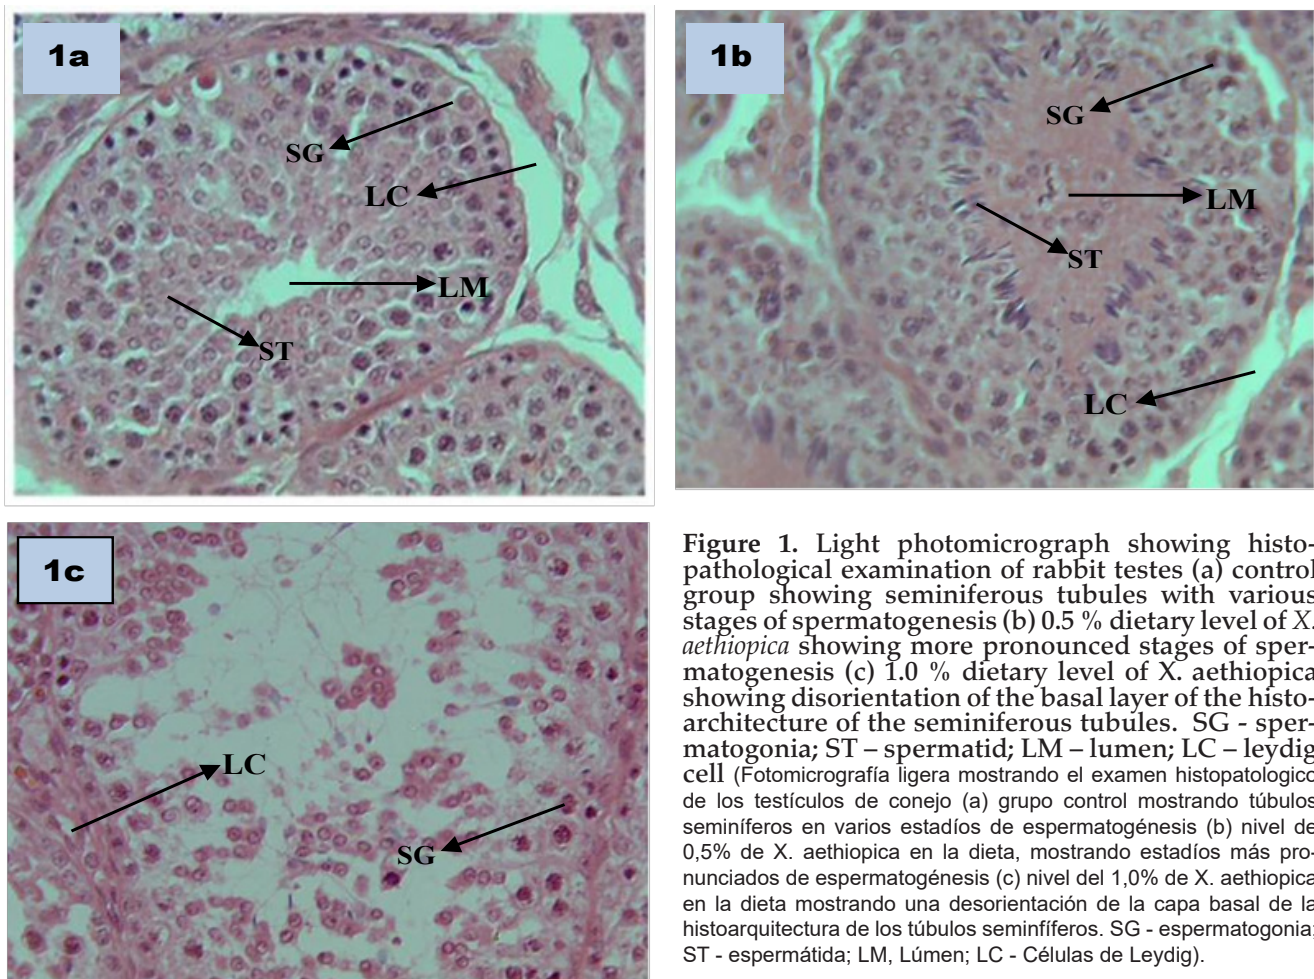 1a
SG
LC
LM
ST
1b
SG
LM
ST
LC
1c
LC
SG
Figure 1. Light photomicrograph showing histo-
pathological examination of rabbit testes (a) control
group showing seminiferous tubules with various
stages of spermatogenesis (b) 0.5 % dietary level of X.
aethiopica showing more pronounced stages of sper-
matogenesis (c) 1.0 % dietary level of X. aethiopica
showing disorientation of the basal layer of the histo-
architecture of the seminiferous tubules. SG - sper-
matogonia; ST – spermatid; LM – lumen; LC – leydig
cell (Fotomicrografía ligera mostrando el examen histopatologico
de los testículos de conejo (a) grupo control mostrando túbulos
seminíferos en varios estadíos de espermatogénesis (b) nivel de
0,5% de X. aethiopica en la dieta, mostrando estadíos más pro-
nunciados de espermatogénesis (c) nivel del 1,0% de X. aethiopica
en la dieta mostrando una desorientación de la capa basal de la
histoarquitectura de los túbulos seminfíferos. SG - espermatogonia;
ST - espermátida; LM, Lúmen; LC - Células de Leydig).